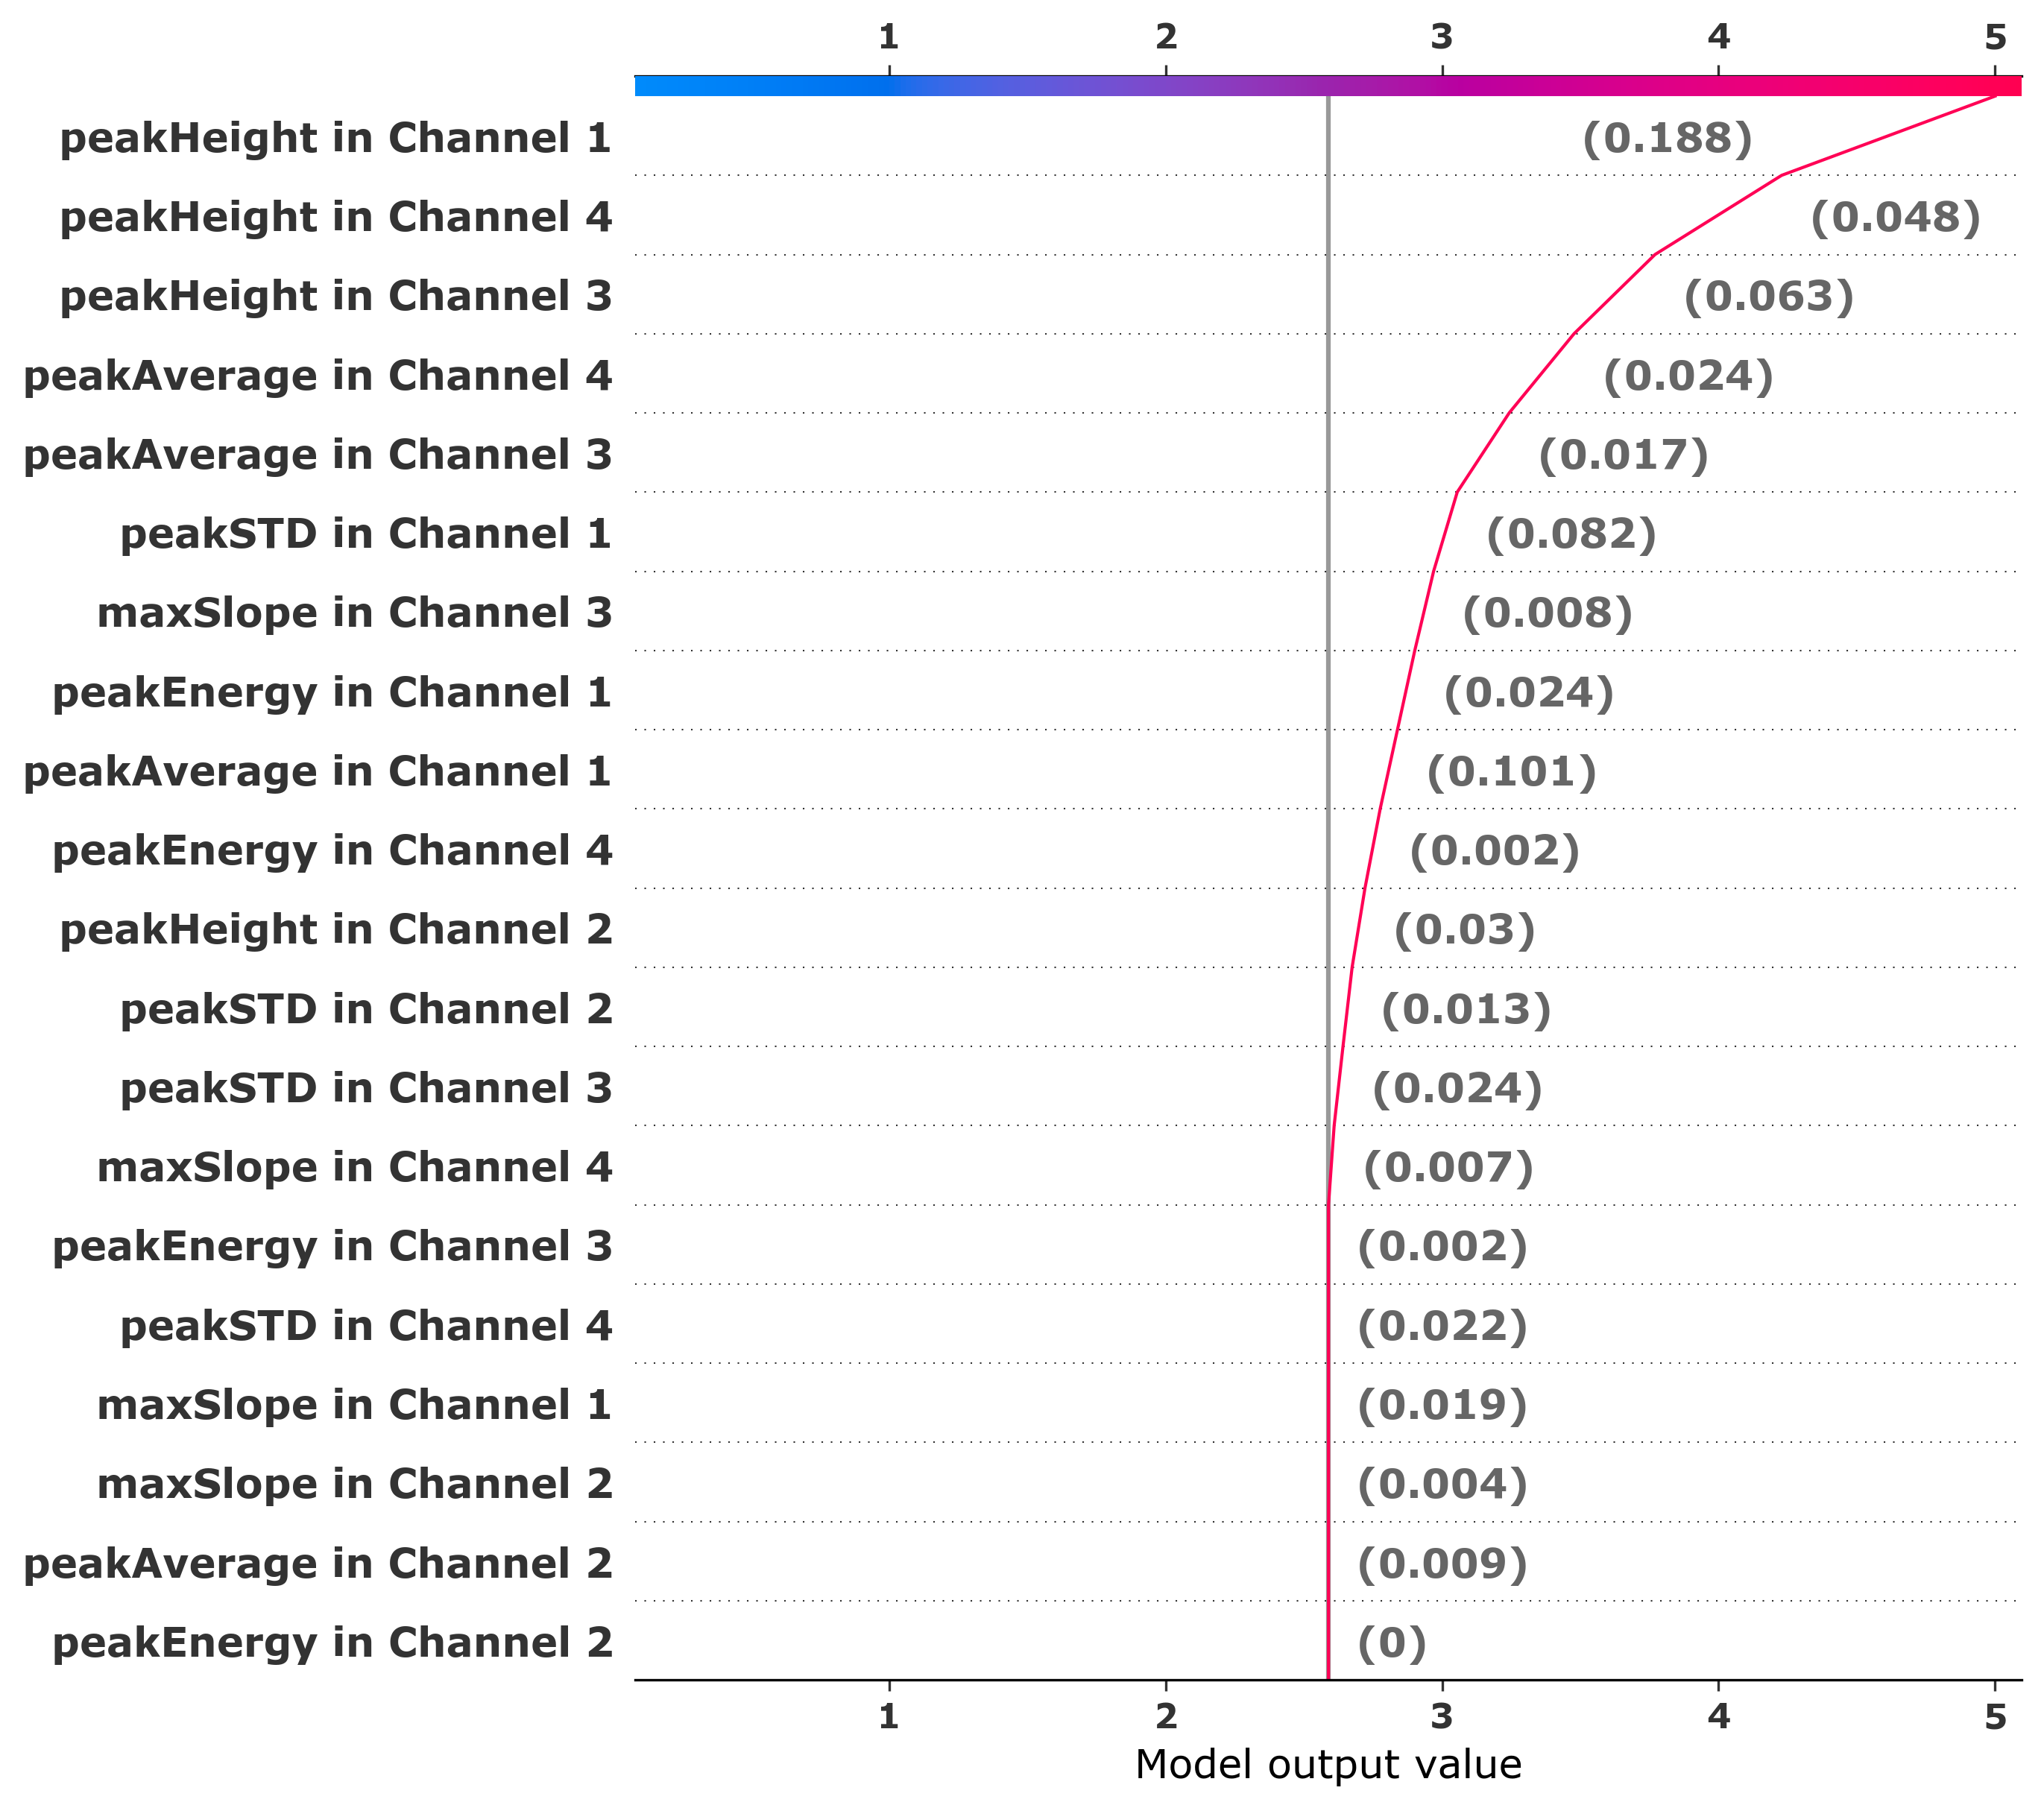 1 2 3 4 5
peakHeight in Channel 1 (0.188)
peakHeight in Channel 4 (0.048)
peakHeight in Channel 3 (0.063)
peakAverage in Channel 4 (0.024)
peakAverage in Channel 3 (0.017)
peakSTD in Channel 1 (0.082)
maxSlope in Channel 3 (0.008)
peakEnergy in Channel 1 (0.024)
peakAverage in Channel 1 (0.101)
peakEnergy in Channel 4 (0.002)
peakHeight in Channel 2 (0.03)
peakSTD in Channel 2 (0.013)
peakSTD in Channel 3 (0.024)
maxSlope in Channel 4 (0.007)
peakEnergy in Channel 3 (0.002)
peakSTD in Channel 4 (0.022)
maxSlope in Channel 1 (0.019)
maxSlope in Channel 2 (0.004)
peakAverage in Channel 2 (0.009)
peakEnergy in Channel 2 (0)
1 2 3 4 5
Model output value